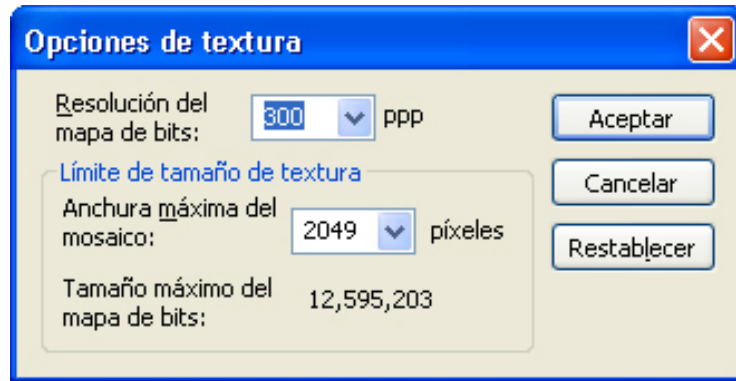 Opciones de textura
Resolución del
mapa de bits:
300
ppp
Aceptar
Límite de tamaño de textura
Cancelar
Anchura máxima del
mosaico:
2049
píxeles
Restablecer
Tamaño máximo del
mapa de bits:
12,595,203